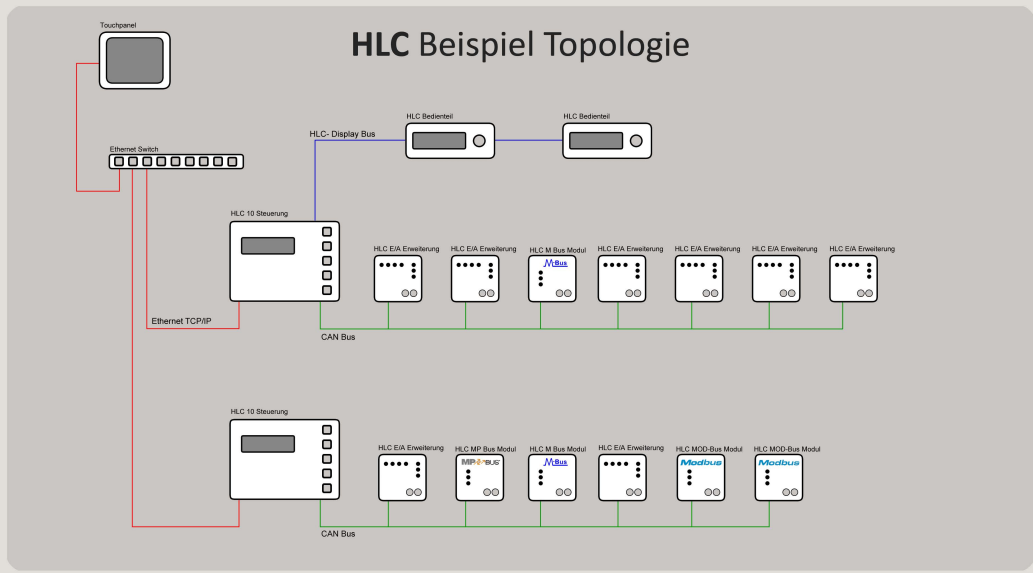 Touchpanel
HLC Beispiel Topologie
HLC Bedienteil
HLC Bedienteil
HLC- Display Bus
Ethernet Switch
HLC 10 Steuerung
HLC E/A Erweiterung
HLC E/A Erweiterung
HLC M Bus Modul
HLC E/A Erweiterung
HLC E/A Erweiterung
HLC E/A Erweiterung
HLC E/A Erweiterung
M-Bus
Ethernet TCP/IP
CAN Bus
HLC 10 Steuerung
HLC E/A Erweiterung
HLC MP Bus Modul
HLC M Bus Modul
HLC E/A Erweiterung
HLC MOD-Bus Modul
HLC MOD-Bus Modul
MP BUS
M-Bus
Modbus
Modbus
CAN Bus